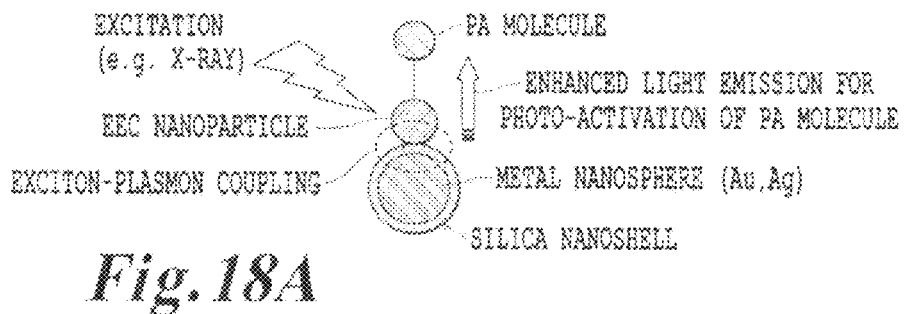 EXCITATION
(e.g. X-RAY)
PA MOLECULE
ENHANCED LIGHT EMISSION FOR
PHOTO-ACTIVATION OF PA MOLECULE
EEC NANOPARTICLE
EXCITON-PLASMON COUPLING
METAL NANOSPHERE (Au,Ag)
SILICA NANOSHELL
Fig. 18A